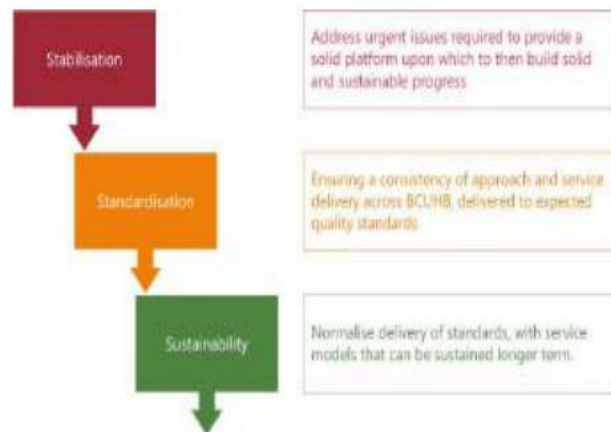 Stabilisation
Address urgent issues required to provide a
solid platform upon which to then build solid
and sustainable progress
Standardisation
Ensuring a consistency of approach and service
delivery across BCUHB, delivered to expected
quality standards
Sustainability
Normalise delivery of standards, with service
models that can be sustained longer term.